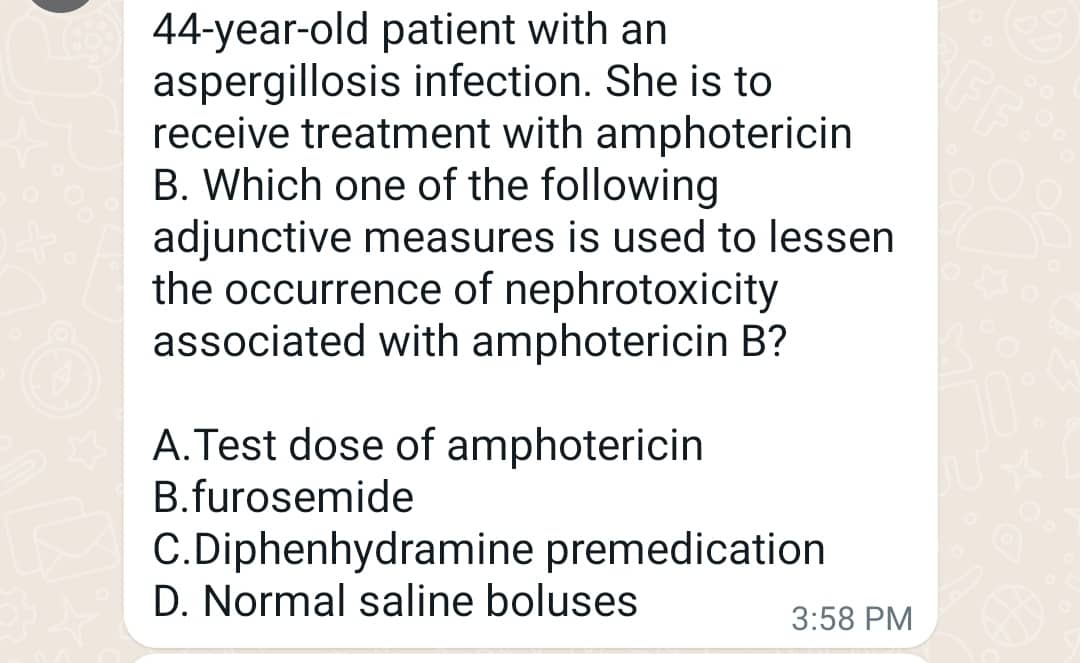 44-year-old patient with an
aspergillosis infection. She is to
receive treatment with amphotericin
B. Which one of the following
adjunctive measures is used to lessen
the occurrence of nephrotoxicity
associated with amphotericin B?
A.Test dose of amphotericin
B.furosemide
C.Diphenhydramine premedication
D. Normal saline boluses
3:58 PM